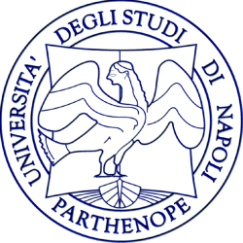 UNIVERSITA' DEGLI STUDI DI NAPOLI
PARTHENOPE